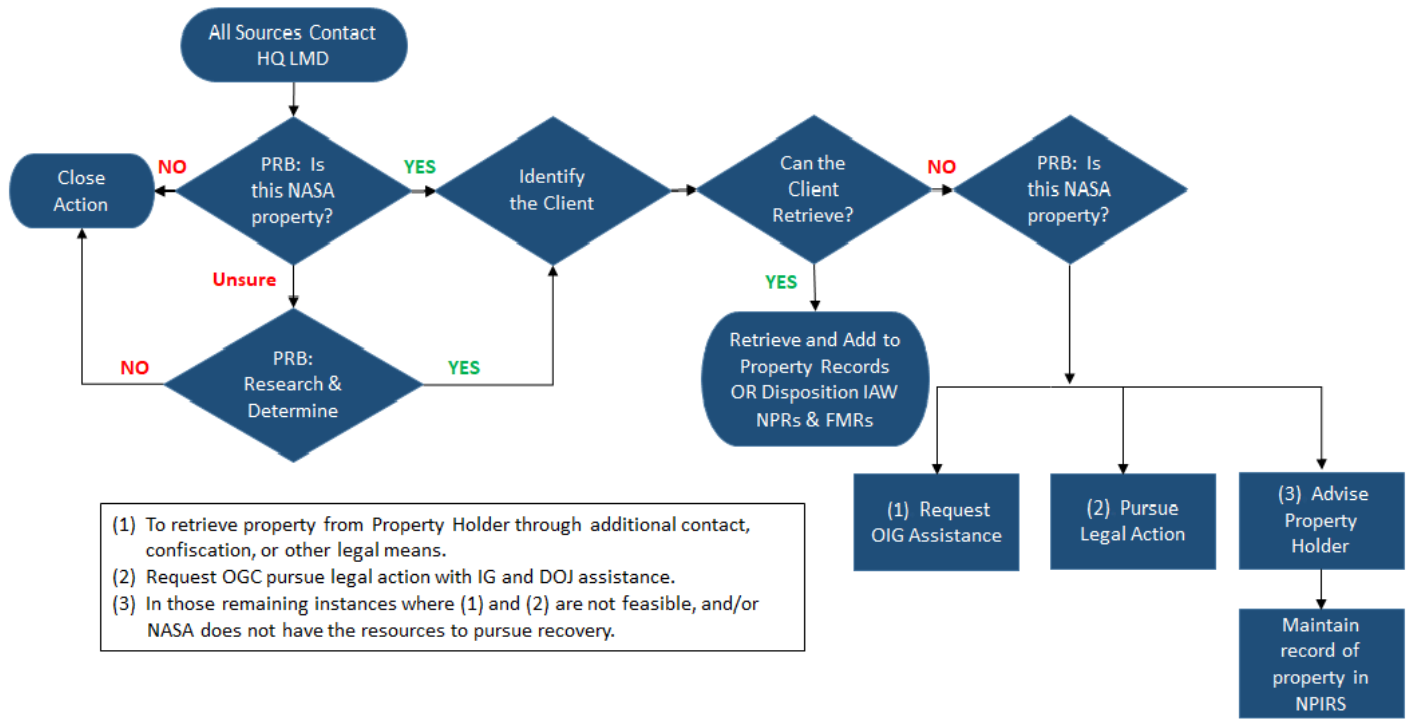 All Sources Contact
HQ LMD
NO
PRB:  Is
this NASA
property?
YES
Close
Action
Identify
the Client
Can the
Client
Retrieve?
NO
PRB:  Is
this NASA
property?
Unsure
YES
NO
PRB:
Research &
Determine
YES
Retrieve and Add to
Property Records
OR Disposition IAW
NPRs & FMRs
(1)  Request
OIG Assistance
(2)  Pursue
Legal Action
(3)  Advise
Property
Holder
Maintain
record of
property in
NPIRS
(1)  To retrieve property from Property Holder through additional contact,
confiscation, or other legal means.
(2)  Request OGC pursue legal action with IG and DOJ assistance.
(3)  In those remaining instances where (1) and (2) are not feasible, and/or
NASA does not have the resources to pursue recovery.